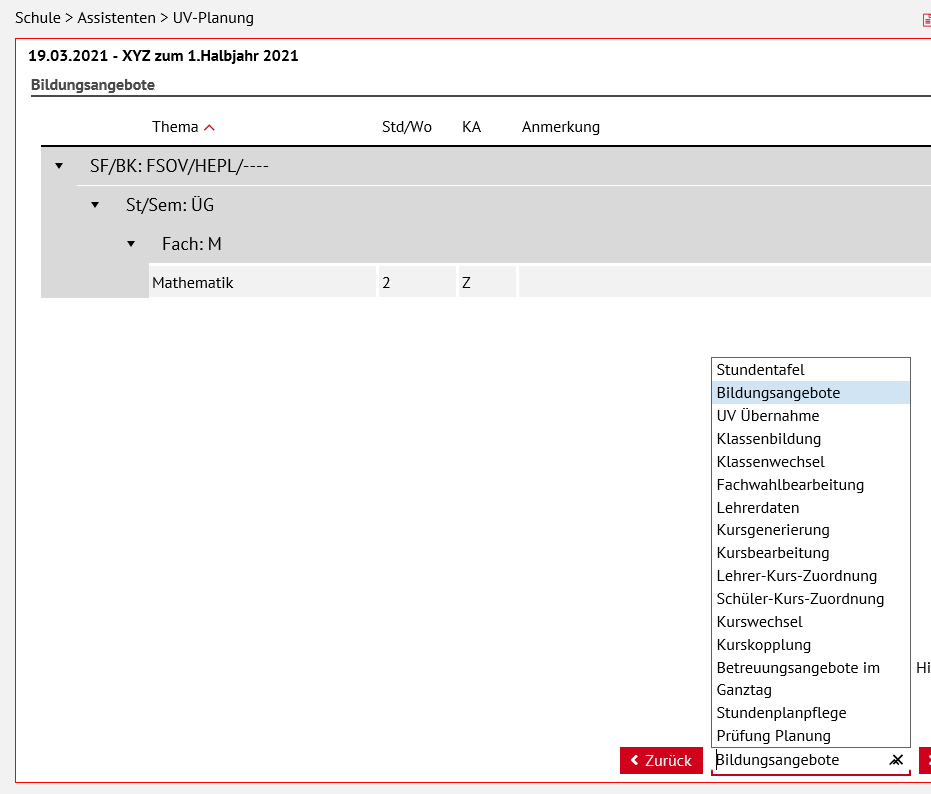 Schule > Assistenten > UV-Planung
19.03.2021 - XYZ zum 1.Halbjahr 2021
Bildungsangebote
Thema Std/Wo KA Anmerkung
SF/BK: FSOV/HEPL/----
St/Sem: ÜG
Fach: M
Mathematik 2 Z
Stundentafel
Bildungsangebote
UV Übernahme
Klassenbildung
Klassenwechsel
Fachwahlbearbeitung
Lehrerdaten
Kursgenerierung
Kursbearbeitung
Lehrer-Kurs-Zuordnung
Schüler-Kurs-Zuordnung
Kurswechsel
Kurskopplung
Betreuungsangebote im
Ganztag
Stundenplanpflege
Prüfung Planung
Zurück Bildungsangebote